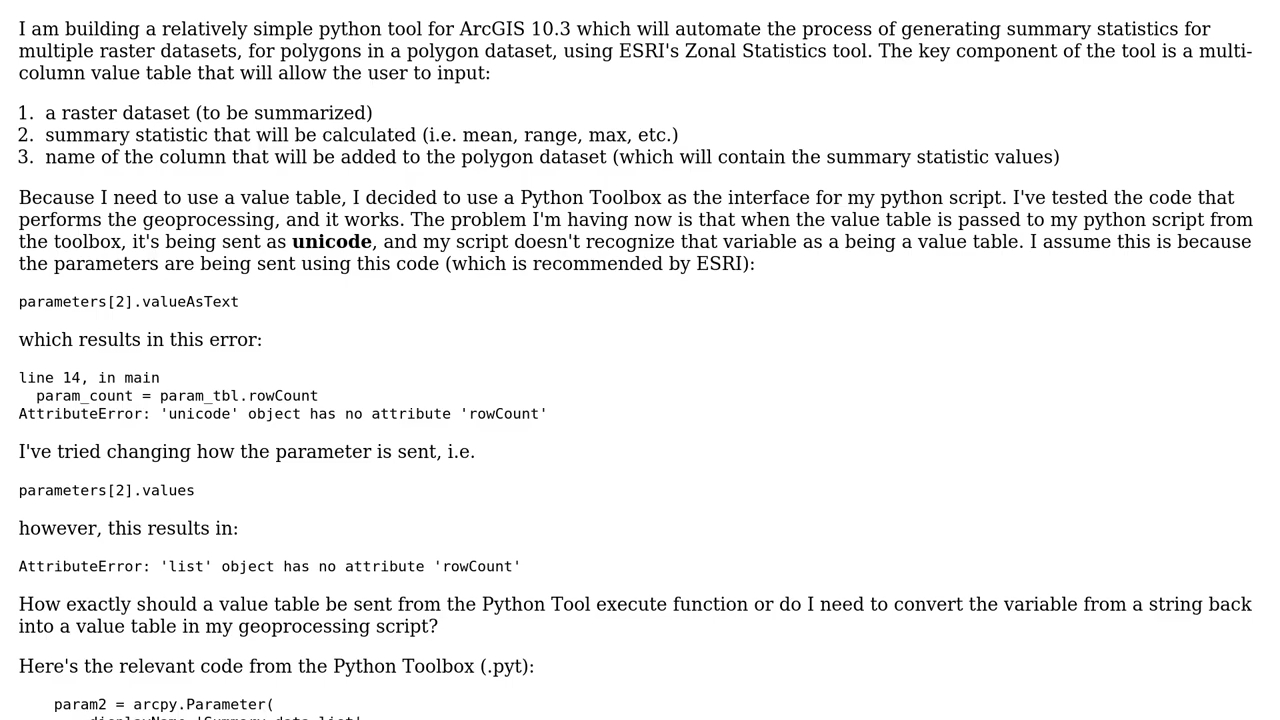 I am building a relatively simple python tool for ArcGIS 10.3 which will automate the process of generating summary statistics for
multiple raster datasets, for polygons in a polygon dataset, using ESRI's Zonal Statistics tool. The key component of the tool is a multi-
column value table that will allow the user to input:
1. a raster dataset (to be summarized)
2. summary statistic that will be calculated (i.e. mean, range, max, etc.)
3. name of the column that will be added to the polygon dataset (which will contain the summary statistic values)
Because I need to use a value table, I decided to use a Python Toolbox as the interface for my python script. I've tested the code that
performs the geoprocessing, and it works. The problem I'm having now is that when the value table is passed to my python script from
the toolbox, it's being sent as unicode, and my script doesn't recognize that variable as a being a value table. I assume this is because
the parameters are being sent using this code (which is recommended by ESRI):
parameters[2].valueAsText
which results in this error:
line 14, in main
  param_count = param_tbl.rowCount
AttributeError: 'unicode' object has no attribute 'rowCount'
I've tried changing how the parameter is sent, i.e.
parameters[2].values
however, this results in:
AttributeError: 'list' object has no attribute 'rowCount'
How exactly should a value table be sent from the Python Tool execute function or do I need to convert the variable from a string back
into a value table in my geoprocessing script?
Here's the relevant code from the Python Toolbox (.pyt):
    param2 = arcpy.Parameter(